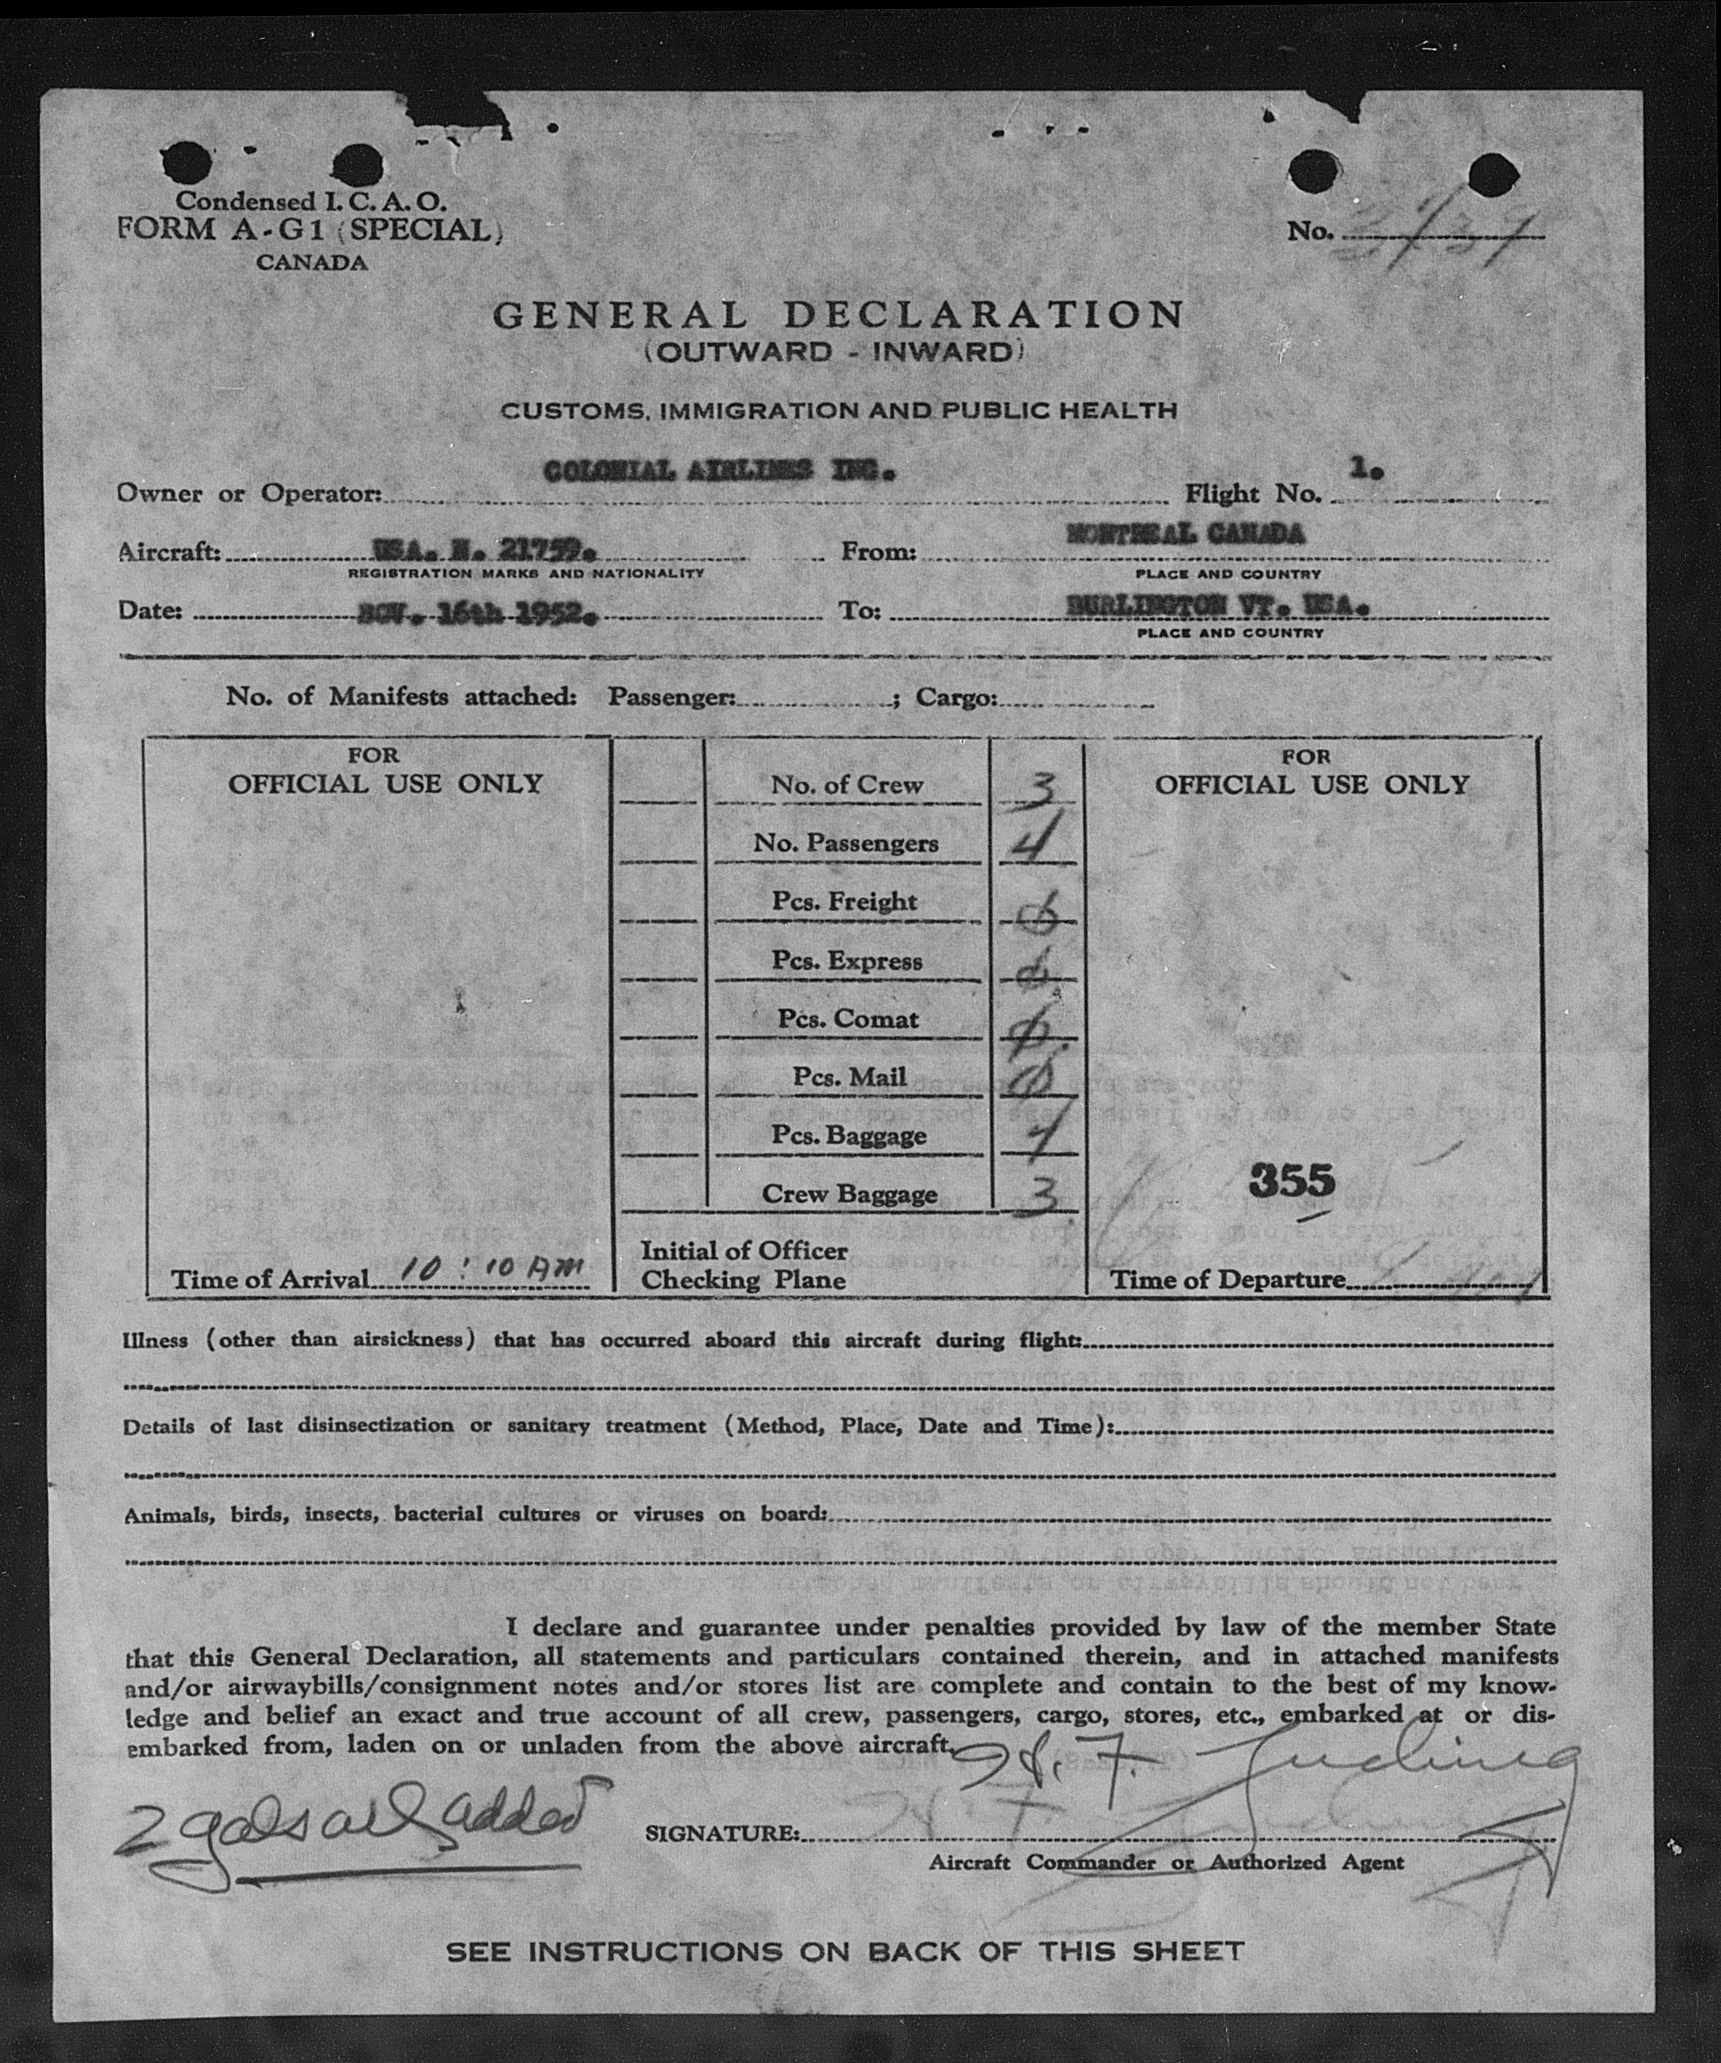 Condensed I. C. A. O.
FORM A-G1 (SPECIAL)
CANADA
No.
GENERAL DECLARATION
(OUTWARD - INWARD)
CUSTOMS, IMMIGRATION AND PUBLIC HEALTH
Owner or Operator: COLONIAL AIRLINES INC. Flight No. 1.
Aircraft: USA. N. 21759. From: MONTREAL CANADA
REGISTRATION MARKS AND NATIONALITY PLACE AND COUNTRY
Date: NOV. 16th 1952. To: BURLINGTON VT. USA.
PLACE AND COUNTRY
No. of Manifests attached: Passenger: ; Cargo:
FOR
OFFICIAL USE ONLY
Time of Arrival 10:10 AM
No. of Crew 3
No. Passengers 4
Pcs. Freight 0
Pcs. Express 0
Pcs. Comat 0
Pcs. Mail 0
Pcs. Baggage
Crew Baggage 3
Initial of Officer
Checking Plane
FOR
OFFICIAL USE ONLY
355
Time of Departure
Illness (other than airsickness) that has occurred aboard this aircraft during flight:
Details of last disinsectization or sanitary treatment (Method, Place, Date and Time):
Animals, birds, insects, bacterial cultures or viruses on board:
I declare and guarantee under penalties provided by law of the member State
that this General Declaration, all statements and particulars contained therein, and in attached manifests
and/or airwaybills/consignment notes and/or stores list are complete and contain to the best of my know-
ledge and belief an exact and true account of all crew, passengers, cargo, stores, etc., embarked at or dis-
embarked from, laden on or unladen from the above aircraft.
2 gals oil added
SIGNATURE:
Aircraft Commander or Authorized Agent
SEE INSTRUCTIONS ON BACK OF THIS SHEET